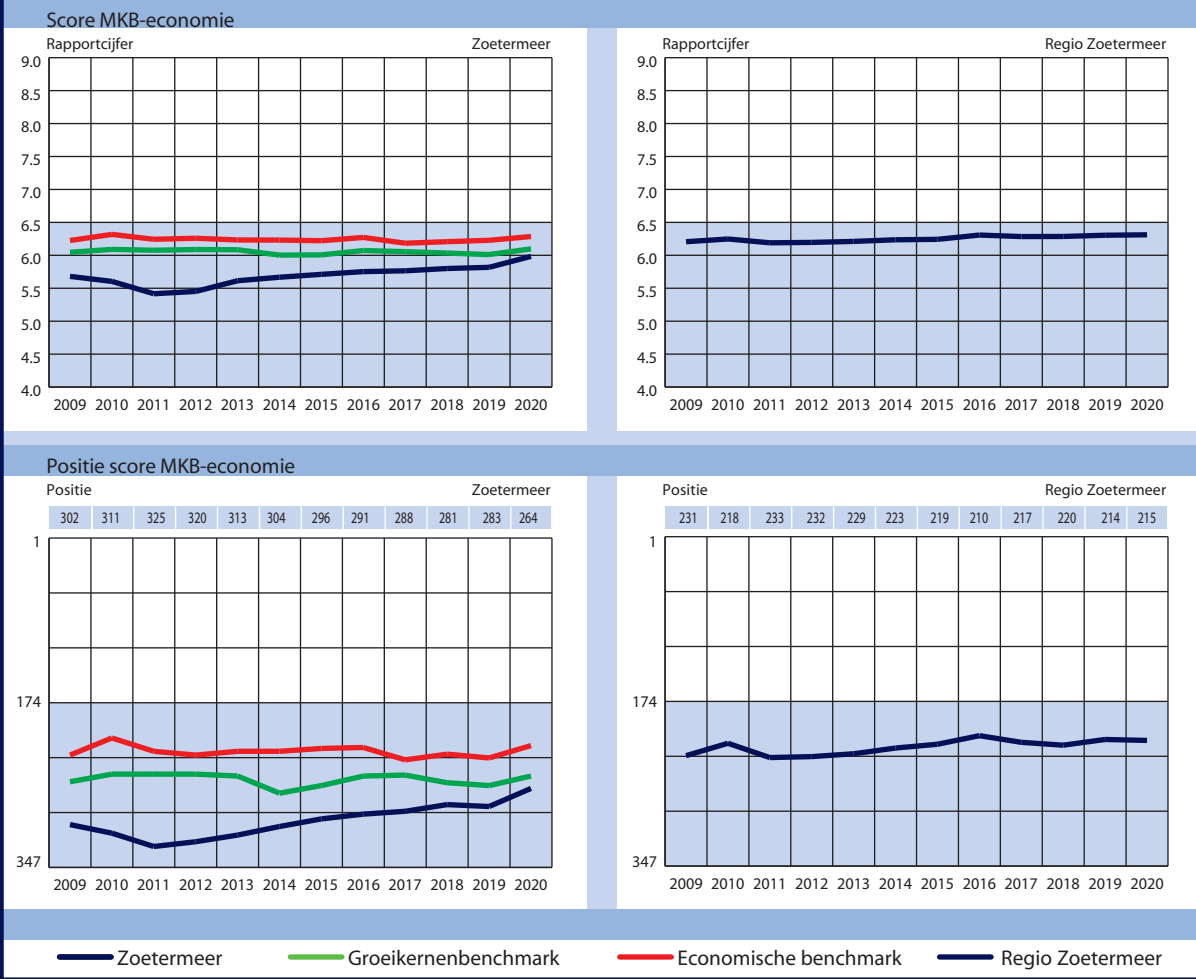 Score MKB-economie
Rapportcijfer Zoetermeer
9.0
8.5
8.0
7.5
7.0
6.5
6.0
5.5
5.0
4.5
4.0
2009 2010 2011 2012 2013 2014 2015 2016 2017 2018 2019 2020
Rapportcijfer Regio Zoetermeer
9.0
8.5
8.0
7.5
7.0
6.5
6.0
5.5
5.0
4.5
4.0
2009 2010 2011 2012 2013 2014 2015 2016 2017 2018 2019 2020
Positie score MKB-economie
Positie Zoetermeer
302 311 325 320 313 304 296 291 288 281 283 264
1
174
347
2009 2010 2011 2012 2013 2014 2015 2016 2017 2018 2019 2020
Positie Regio Zoetermeer
231 218 233 232 229 223 219 210 217 220 214 215
1
174
347
2009 2010 2011 2012 2013 2014 2015 2016 2017 2018 2019 2020
Zoetermeer Groeikernenbenchmark Economische benchmark Regio Zoetermeer